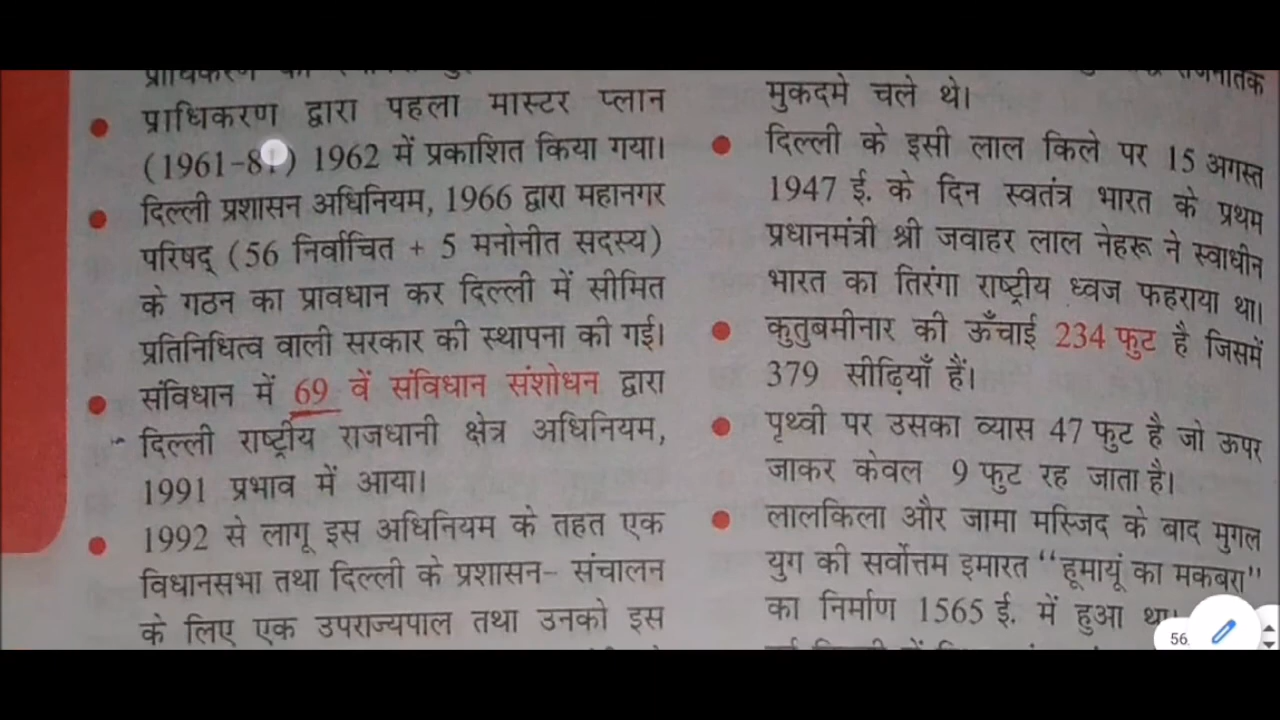 प्राधिकरण द्वारा पहला मास्टर प्लान
(1961-81) 1962 में प्रकाशित किया गया।
दिल्ली प्रशासन अधिनियम, 1966 द्वारा महानगर
परिषद् (56 निर्वाचित + 5 मनोनीत सदस्य)
के गठन का प्रावधान कर दिल्ली में सीमित
प्रतिनिधित्व वाली सरकार की स्थापना की गई।
संविधान में 69 वें संविधान संशोधन द्वारा
दिल्ली राष्ट्रीय राजधानी क्षेत्र अधिनियम,
1991 प्रभाव में आया।
1992 से लागू इस अधिनियम के तहत एक
विधानसभा तथा दिल्ली के प्रशासन- संचालन
के लिए एक उपराज्यपाल तथा उनको इस
राजनीतिक
मुकदमे चले थे।
दिल्ली के इसी लाल किले पर 15 अगस्त
1947 ई. के दिन स्वतंत्र भारत के प्रथम
प्रधानमंत्री श्री जवाहर लाल नेहरू ने स्वाधीन
भारत का तिरंगा राष्ट्रीय ध्वज फहराया था।
कुतुबमीनार की ऊँचाई 234 फुट है जिसमें
379 सीढ़ियाँ हैं।
पृथ्वी पर उसका व्यास 47 फुट है जो ऊपर
जाकर केवल 9 फुट रह जाता है।
लालकिला और जामा मस्जिद के बाद मुगल
युग की सर्वोत्तम इमारत “हूमायूं का मकबरा”
का निर्माण 1565 ई. में हुआ था।
56